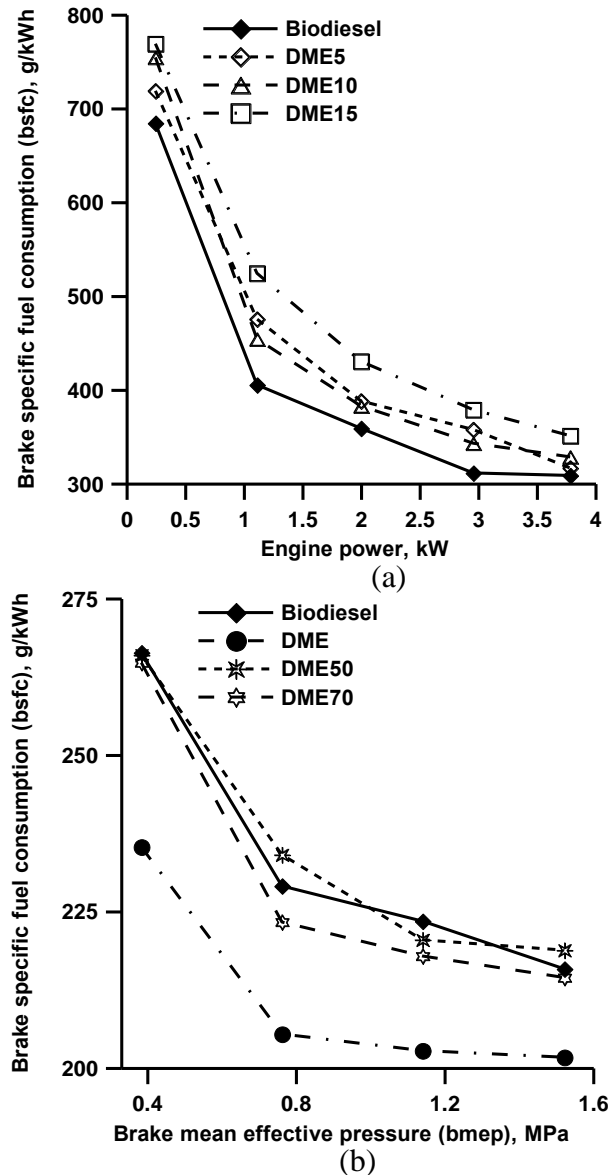 Brake specific fuel consumption (bsfc), g/kWh
800
700
600
500
400
300
Biodiesel
DME5
DME10
DME15
0 0.5 1 1.5 2 2.5 3 3.5 4
Engine power, kW
(a)
Brake specific fuel consumption (bsfc), g/kWh
275
250
225
200
Biodiesel
DME
DME50
DME70
0.4 0.8 1.2 1.6
Brake mean effective pressure (bmep), MPa
(b)